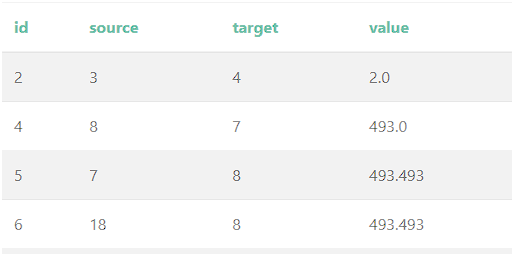 id source target value
2 3 4 2.0
4 8 7 493.0
5 7 8 493.493
6 18 8 493.493